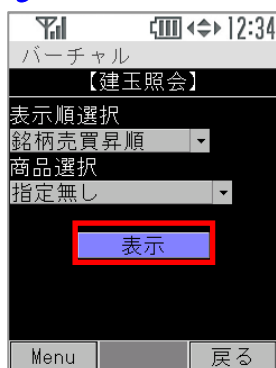 12:34
バーチャル
【建玉照会】
表示順選択
銘柄売買昇順
商品選択
指定無し
表示
Menu 戻る